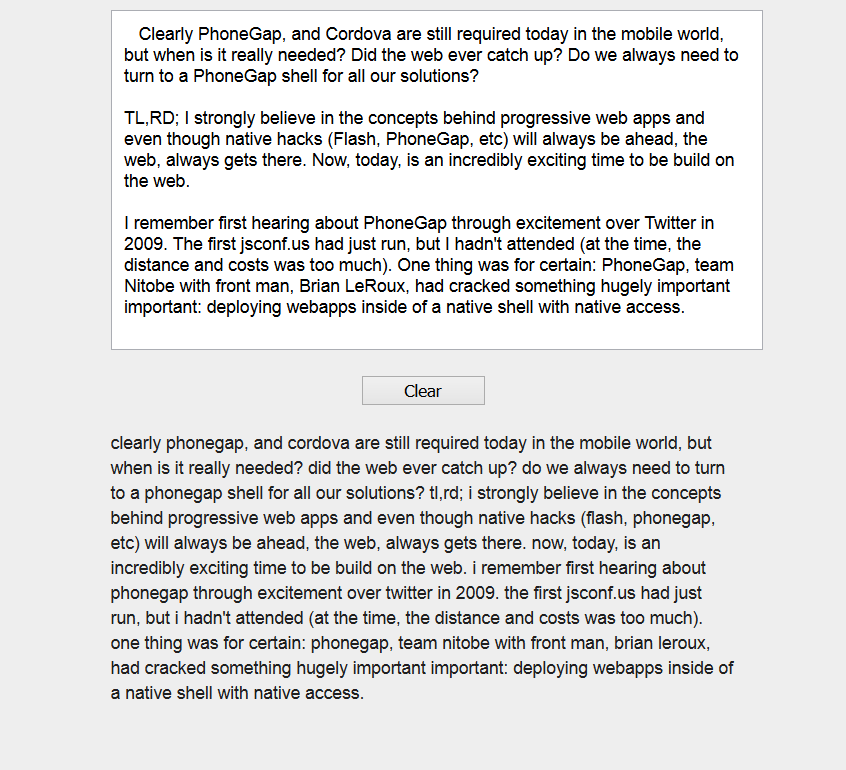 Clearly PhoneGap, and Cordova are still required today in the mobile world,
but when is it really needed? Did the web ever catch up? Do we always need to
turn to a PhoneGap shell for all our solutions?
TL,RD; I strongly believe in the concepts behind progressive web apps and
even though native hacks (Flash, PhoneGap, etc) will always be ahead, the
web, always gets there. Now, today, is an incredibly exciting time to be build on
the web.
I remember first hearing about PhoneGap through excitement over Twitter in
2009. The first jsconf.us had just run, but I hadn't attended (at the time, the
distance and costs was too much). One thing was for certain: PhoneGap, team
Nitobe with front man, Brian LeRoux, had cracked something hugely important
important: deploying webapps inside of a native shell with native access.
Clear
clearly phonegap, and cordova are still required today in the mobile world, but
when is it really needed? did the web ever catch up? do we always need to turn
to a phonegap shell for all our solutions? tl,rd; i strongly believe in the concepts
behind progressive web apps and even though native hacks (flash, phonegap,
etc) will always be ahead, the web, always gets there. now, today, is an
incredibly exciting time to be build on the web. i remember first hearing about
phonegap through excitement over twitter in 2009. the first jsconf.us had just
run, but i hadn't attended (at the time, the distance and costs was too much).
one thing was for certain: phonegap, team nitobe with front man, brian leroux,
had cracked something hugely important important: deploying webapps inside of
a native shell with native access.